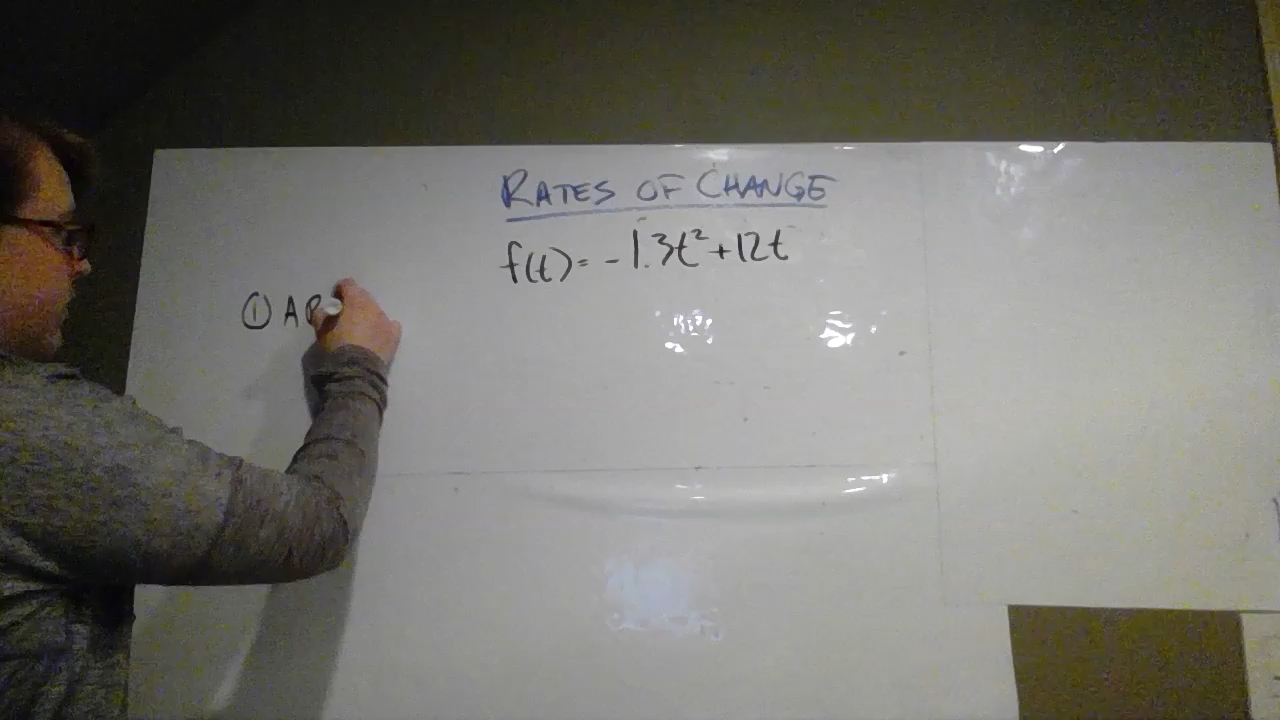 RATES OF CHANGE
f(t) = -1.3t²+12t
① A